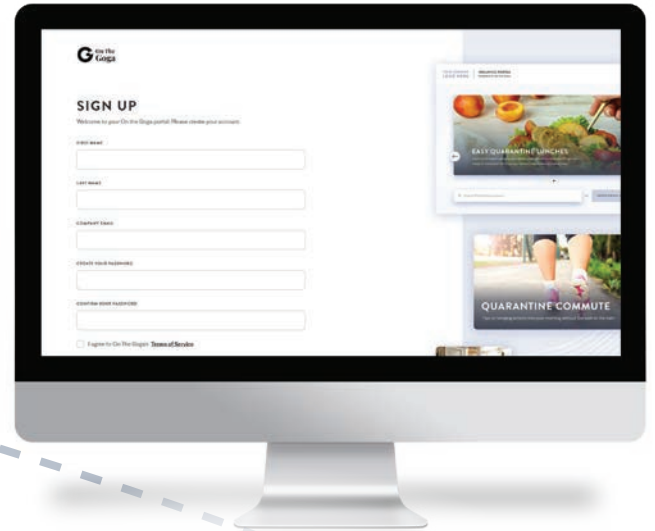 G On The
Goga
SIGN UP
Welcome to your On the Goga portal. Please create your account.
FIRST NAME
LAST NAME
COMPANY EMAIL
CREATE YOUR PASSWORD
CONFIRM YOUR PASSWORD
I agree to On The Goga's Terms of Service
EASY QUARANTINE LUNCHES
QUARANTINE COMMUTE